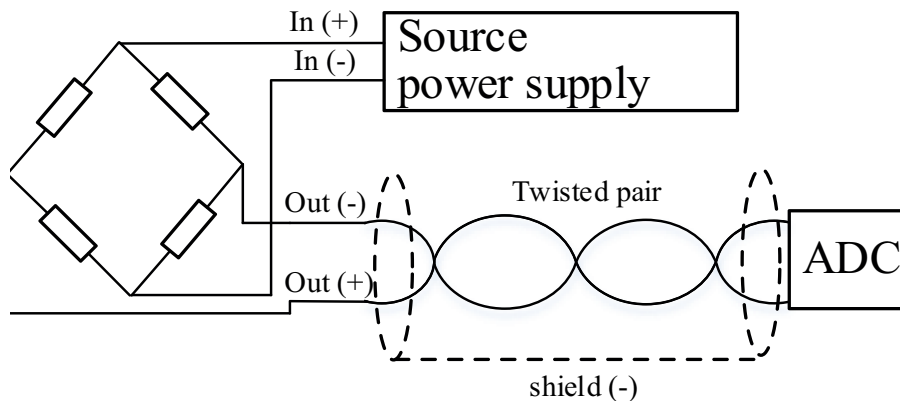 In (+)
In (-)
Source
power supply
Out (-)
Twisted pair
ADC
Out (+)
shield (-)